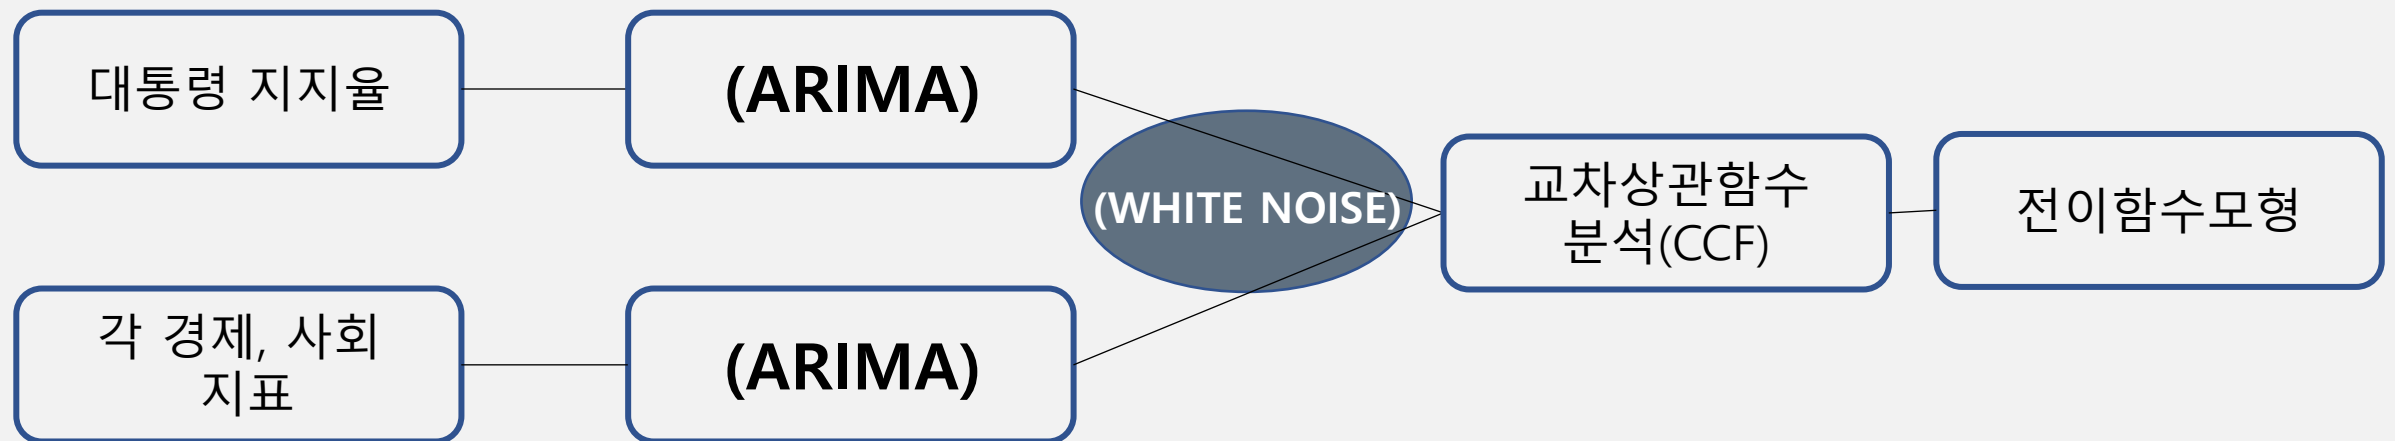 대통령 지지율
(ARIMA)
(WHITE NOISE)
교차상관함수
분석(CCF)
전이함수모형
각 경제, 사회
지표
(ARIMA)